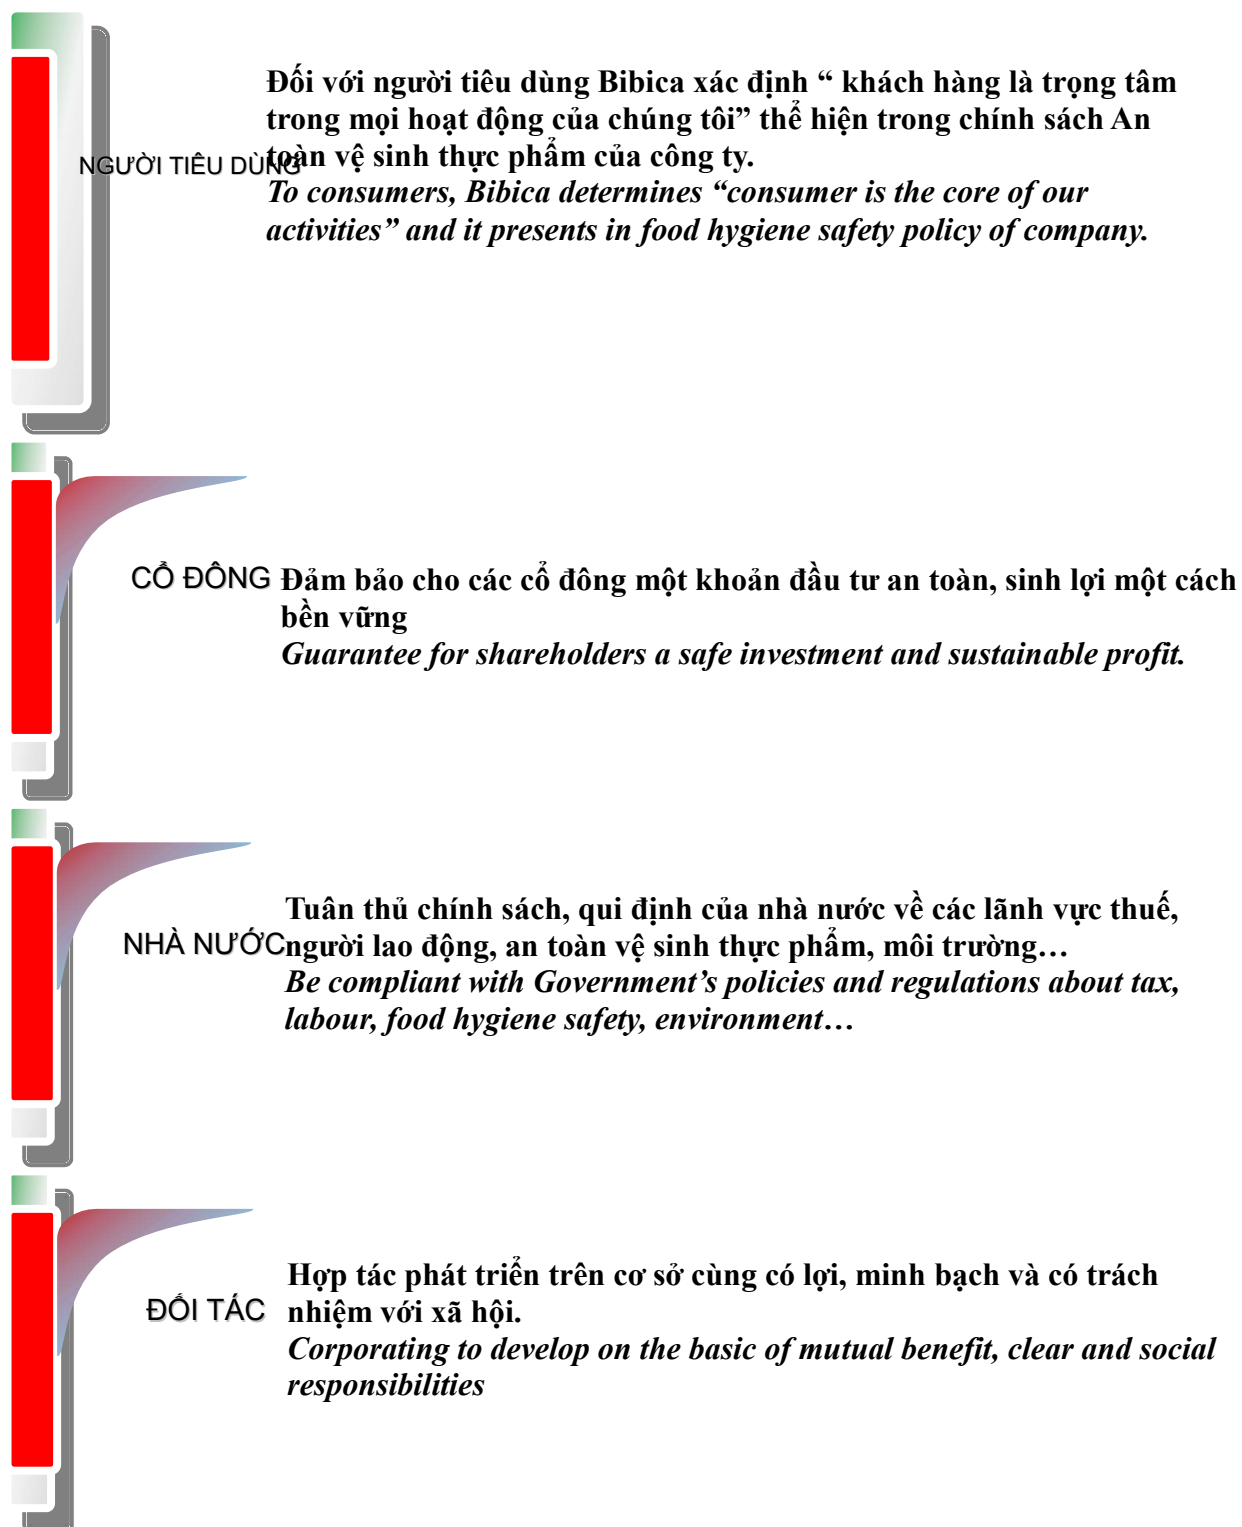 NGƯỜI TIÊU DÙNG
Đối với người tiêu dùng Bibica xác định “ khách hàng là trọng tâm
trong mọi hoạt động của chúng tôi” thể hiện trong chính sách An
toàn vệ sinh thực phẩm của công ty.
To consumers, Bibica determines “consumer is the core of our
activities” and it presents in food hygiene safety policy of company.
CỔ ĐÔNG
Đảm bảo cho các cổ đông một khoản đầu tư an toàn, sinh lợi một cách
bền vững
Guarantee for shareholders a safe investment and sustainable profit.
NHÀ NƯỚC
Tuân thủ chính sách, qui định của nhà nước về các lãnh vực thuế,
người lao động, an toàn vệ sinh thực phẩm, môi trường…
Be compliant with Government’s policies and regulations about tax,
labour, food hygiene safety, environment…
ĐỐI TÁC
Hợp tác phát triển trên cơ sở cùng có lợi, minh bạch và có trách
nhiệm với xã hội.
Corporating to develop on the basic of mutual benefit, clear and social
responsibilities